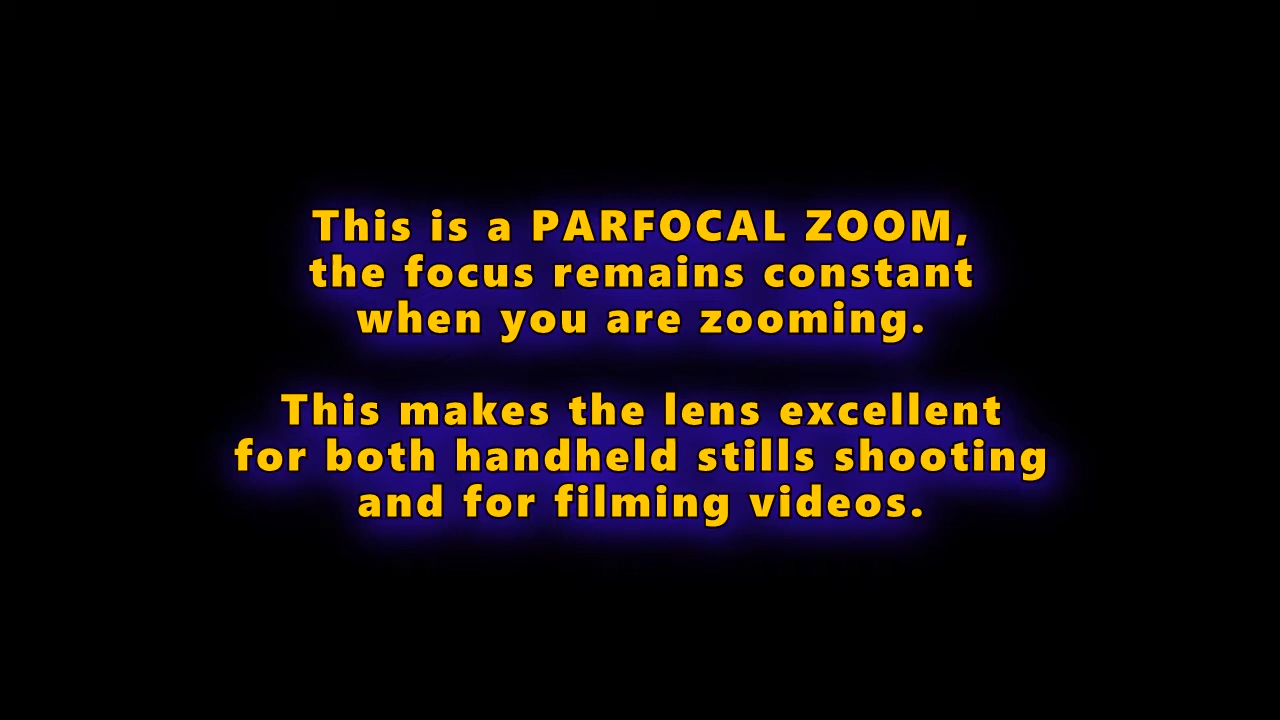 This is a PARFOCAL ZOOM,
the focus remains constant
when you are zooming.
This makes the lens excellent
for both handheld stills shooting
and for filming videos.